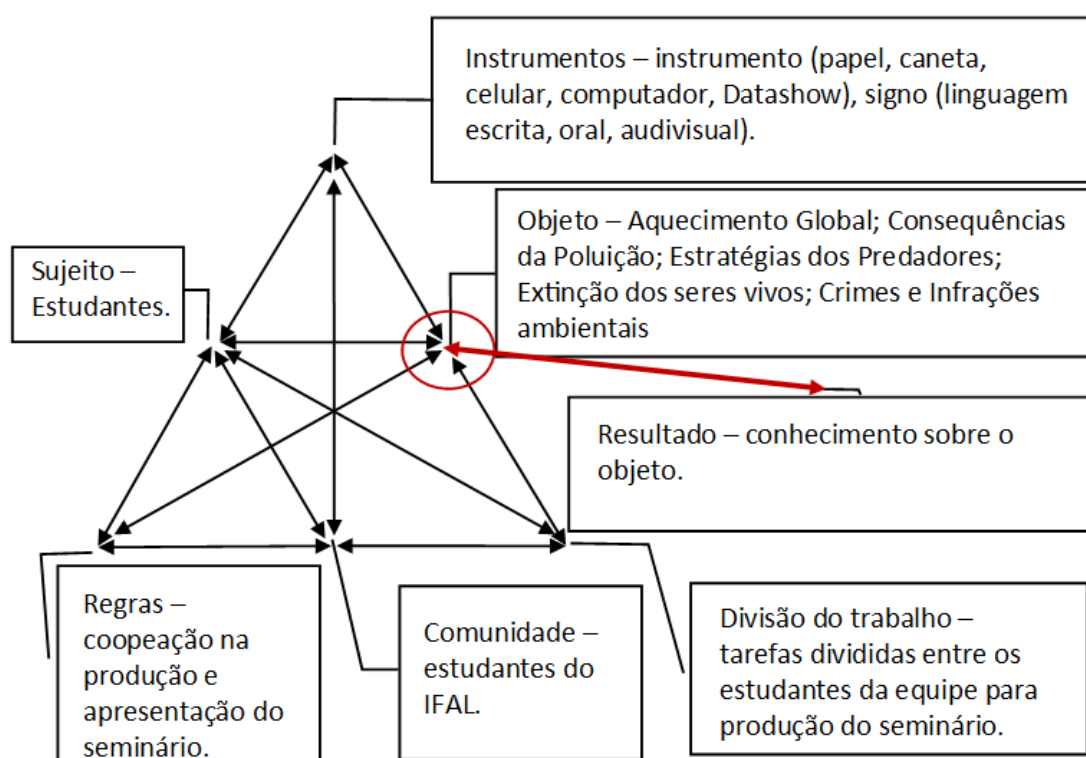 Instrumentos – instrumento (papel, caneta,
celular, computador, Datashow), signo (linguagem
escrita, oral, audivisual).
Objeto – Aquecimento Global; Consequências
da Poluição; Estratégias dos Predadores;
Extinção dos seres vivos; Crimes e Infrações
ambientais
Sujeito –
Estudantes.
Resultado – conhecimento sobre o
objeto.
Regras –
coopeação na
produção e
apresentação do
seminário.
Comunidade –
estudantes do
IFAL.
Divisão do trabalho –
tarefas divididas entre os
estudantes da equipe para
produção do seminário.